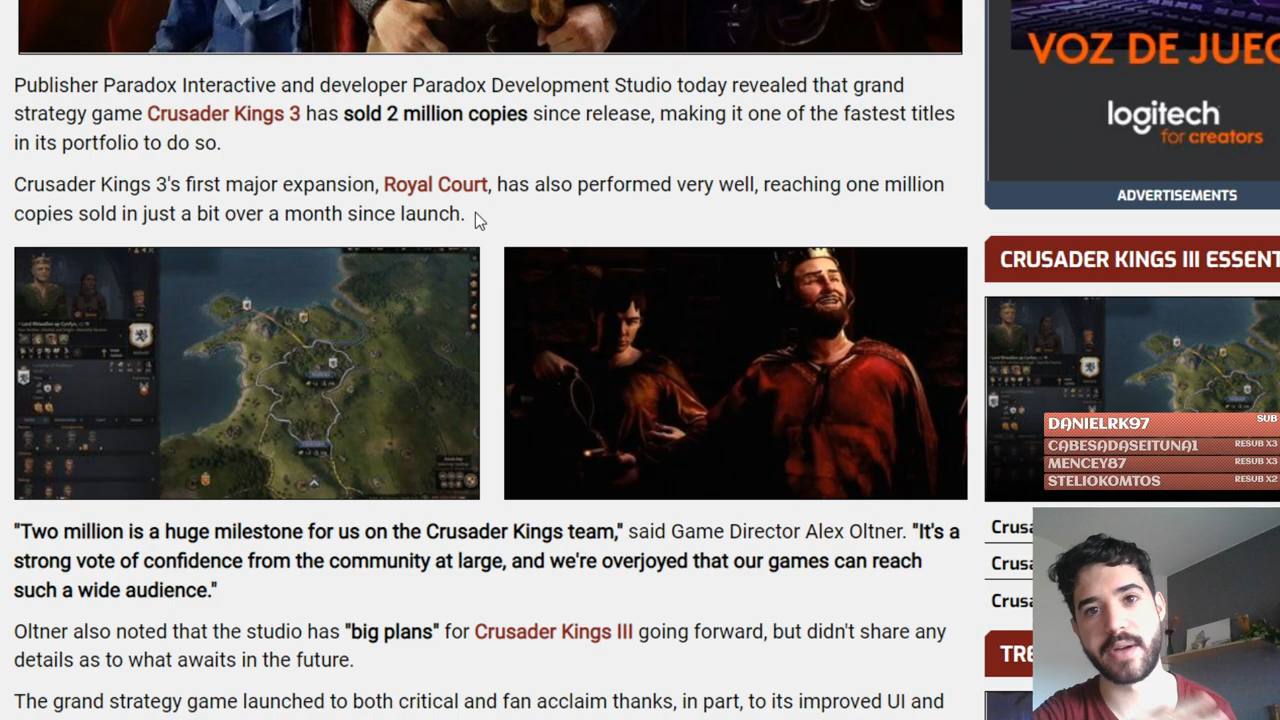 Publisher Paradox Interactive and developer Paradox Development Studio today revealed that grand
strategy game Crusader Kings 3 has sold 2 million copies since release, making it one of the fastest titles
in its portfolio to do so.
Crusader Kings 3's first major expansion, Royal Court, has also performed very well, reaching one million
copies sold in just a bit over a month since launch.
"Two million is a huge milestone for us on the Crusader Kings team," said Game Director Alex Oltner. "It's a
strong vote of confidence from the community at large, and we're overjoyed that our games can reach
such a wide audience."
Oltner also noted that the studio has "big plans" for Crusader Kings III going forward, but didn't share any
details as to what awaits in the future.
The grand strategy game launched to both critical and fan acclaim thanks, in part, to its improved UI and
VOZ DE JUEG
logitech
for creators
ADVERTISEMENTS
CRUSADER KINGS III ESSENT
DANIELRK97 SUB
CABESADASEITUNA1 RESUB X3
MENCEY87 RESUB X3
STELIOKOMTOS RESUB X2
Crusa
Crusa
Crusa
TRE